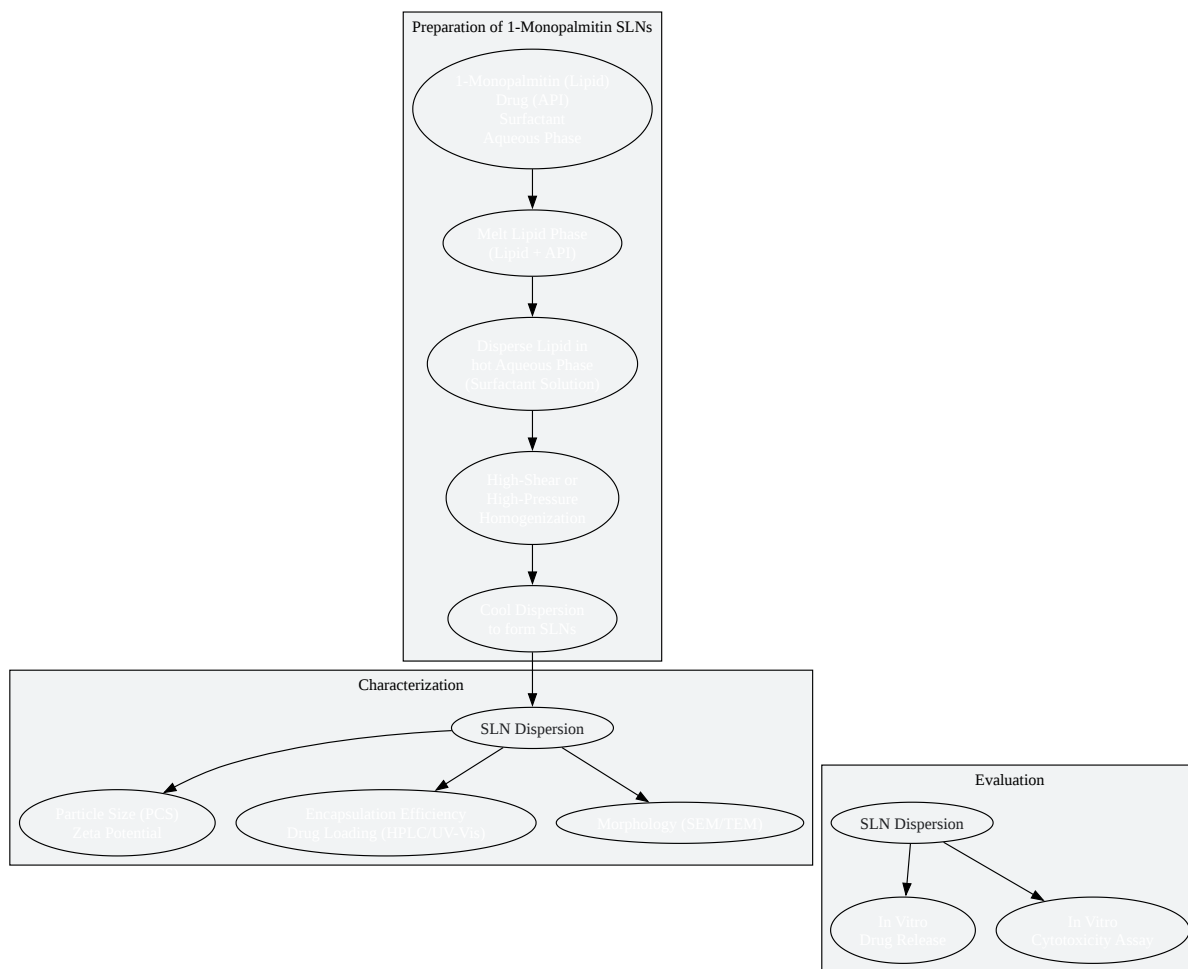 Preparation of 1-Monopalmitin SLNs
1-Monopalmitin (Lipid)
Drug (API)
Surfactant
Aqueous Phase
Melt Lipid Phase
(Lipid + API)
Disperse Lipid in
hot Aqueous Phase
(Surfactant Solution)
High-Shear or
High-Pressure
Homogenization
Cool Dispersion
to form SLNs
Characterization
SLN Dispersion
Particle Size (PCS)
Zeta Potential
Encapsulation Efficiency
Drug Loading (HPLC/UV-Vis)
Morphology (SEM/TEM)
Evaluation
SLN Dispersion
In Vitro
Drug Release
In Vitro
Cytotoxicity Assay